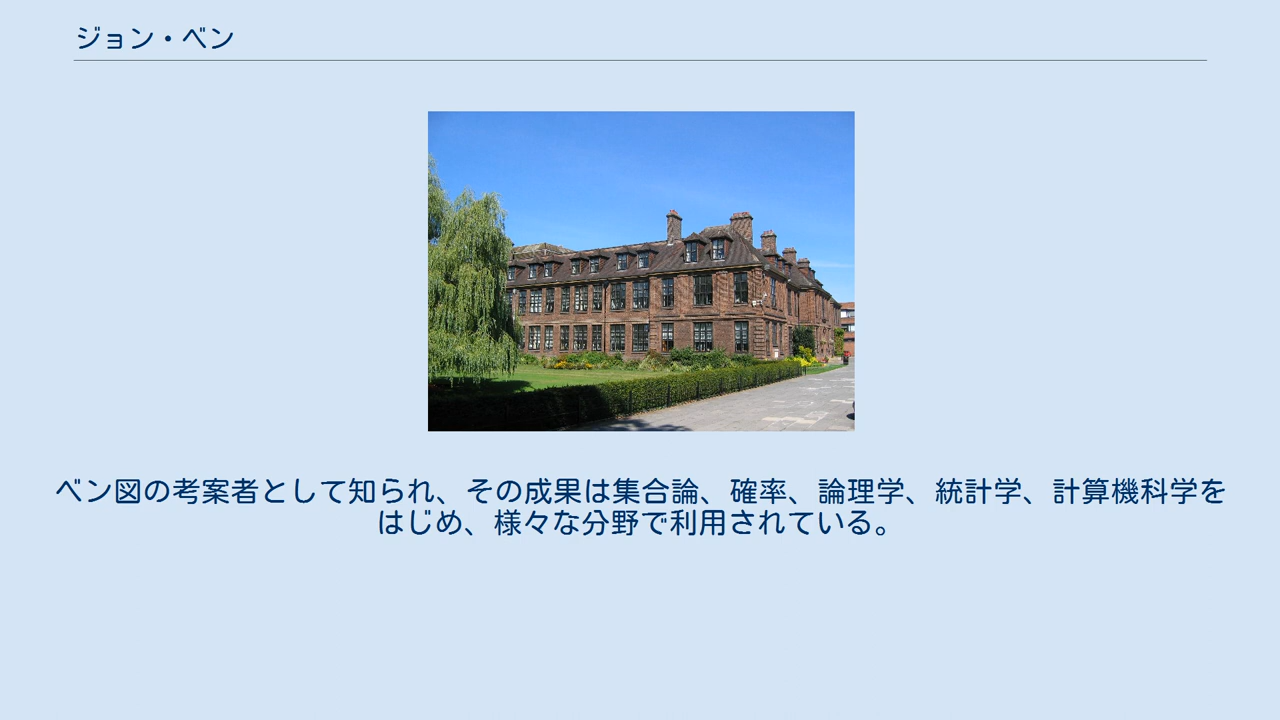 ジョン・ベン
ベン図の考案者として知られ、その成果は集合論、確率、論理学、統計学、計算機科学を
はじめ、様々な分野で利用されている。